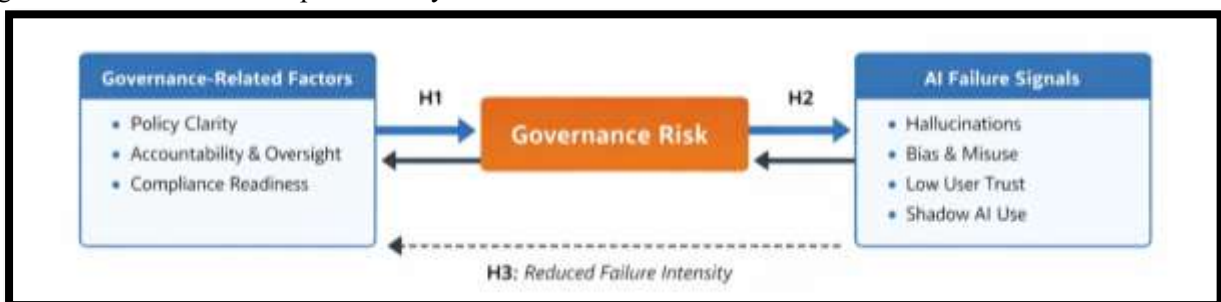 Governance-Related Factors
• Policy Clarity
• Accountability & Oversight
• Compliance Readiness
H1
Governance Risk
H2
AI Failure Signals
• Hallucinations
• Bias & Misuse
• Low User Trust
• Shadow AI Use
H3: Reduced Failure Intensity